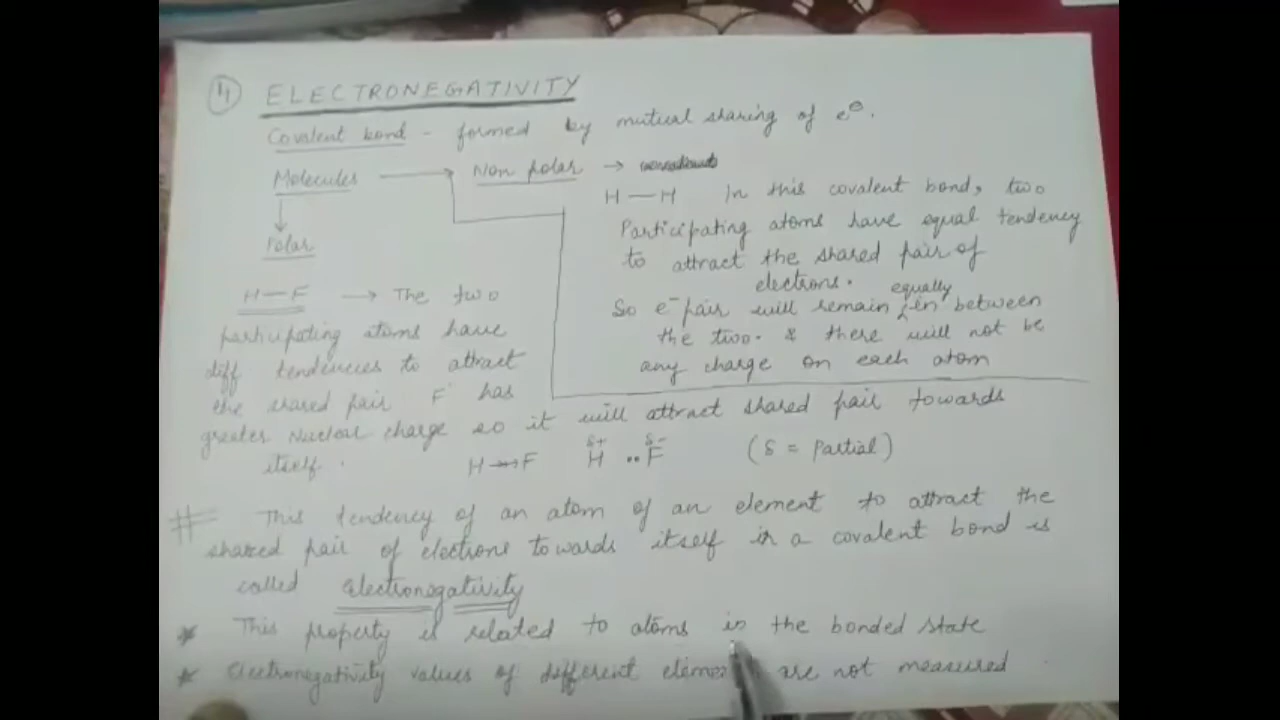 4 ELECTRONEGATIVITY
Covalent bond - formed by mutual sharing of e⊖.
Molecules → Non polar →
↓
Polar
H — H In this covalent bond, two
Participating atoms have equal tendency
to attract the shared pair of
electrons.
So e⁻ pair will remain equally in between
the two. & there will not be
any charge on each atom
H — F → The two
participating atoms have
diff tendencies to attract
the shared pair F has
greater Nuclear charge so it will attract shared pair towards
itself.
H →→ F δ+ H •• δ- F (δ = Partial)
# This tendency of an atom of an element to attract the
shared pair of electrons towards itself in a covalent bond is
called electronegativity
* This property is related to atoms in the bonded state
* Electronegativity values of different elemen are not measured